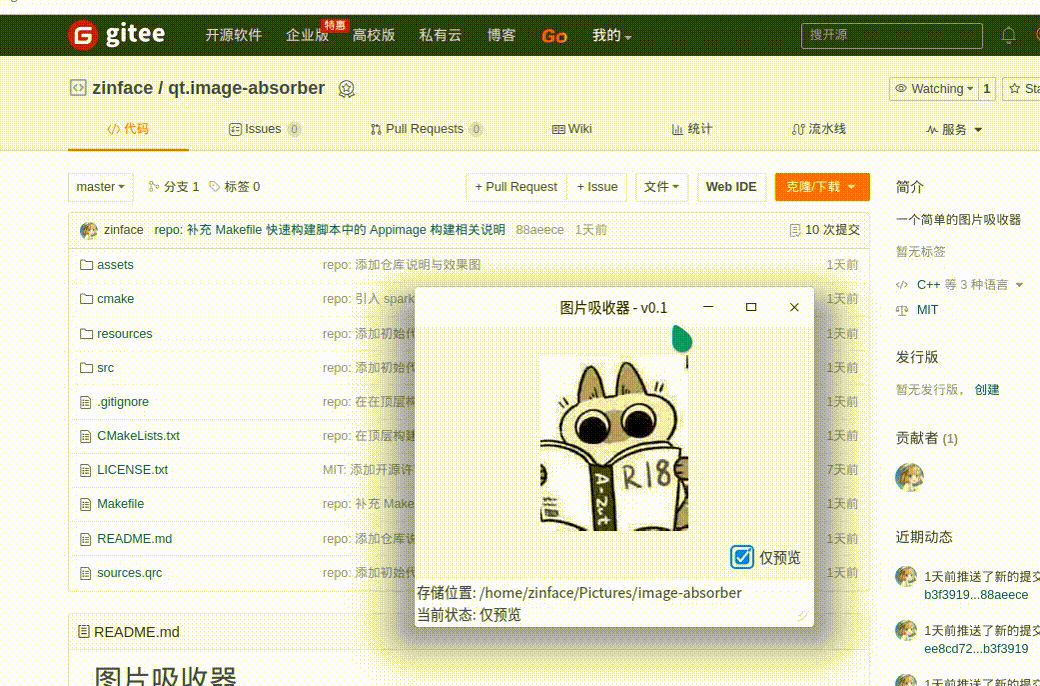 gitee 开源软件 企业版 特惠 高校版 私有云 博客 Go 我的 搜开源
zinface / qt.image-absorber Watching 1
代码 Issues 0 Pull Requests 0 Wiki 统计 流水线 服务
master 分支 1 标签 0 + Pull Request + Issue 文件 Web IDE 克隆/下载
zinface repo: 补充 Makefile 快速构建脚本中的 Appimage 构建相关说明 88aeece 1天前 10 次提交
assets repo: 添加仓库说明与效果图 1天前
cmake repo: 引入 spark 1天前
resources repo: 添加初始代 1天前
src repo: 添加初始代 1天前
.gitignore repo: 在在顶层构 1天前
CMakeLists.txt repo: 在顶层构建 1天前
LICENSE.txt MIT: 添加开源许 7天前
Makefile repo: 补充 Make 1天前
README.md repo: 添加仓库说 1天前
sources.qrc repo: 添加初始代 1天前
README.md
图片吸收器
图片吸收器 - v0.1
R18
A-z.t
仅预览
存储位置: /home/zinface/Pictures/image-absorber
当前状态: 仅预览
简介
一个简单的图片吸收器
暂无标签
C++ 等 3 种语言
MIT
发行版
暂无发行版， 创建
贡献者 (1)
近期动态
1天前推送了新的提交
b3f3919...88aeece
1天前推送了新的提交
ee8cd72...b3f3919
1天前推送了新的提交